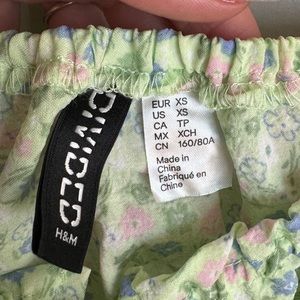 DIVIDED
H&M
EUR XS
US XS
CA TP
MX XCH
CN 160/80A
Made in
China
Fabriqué en
Chine